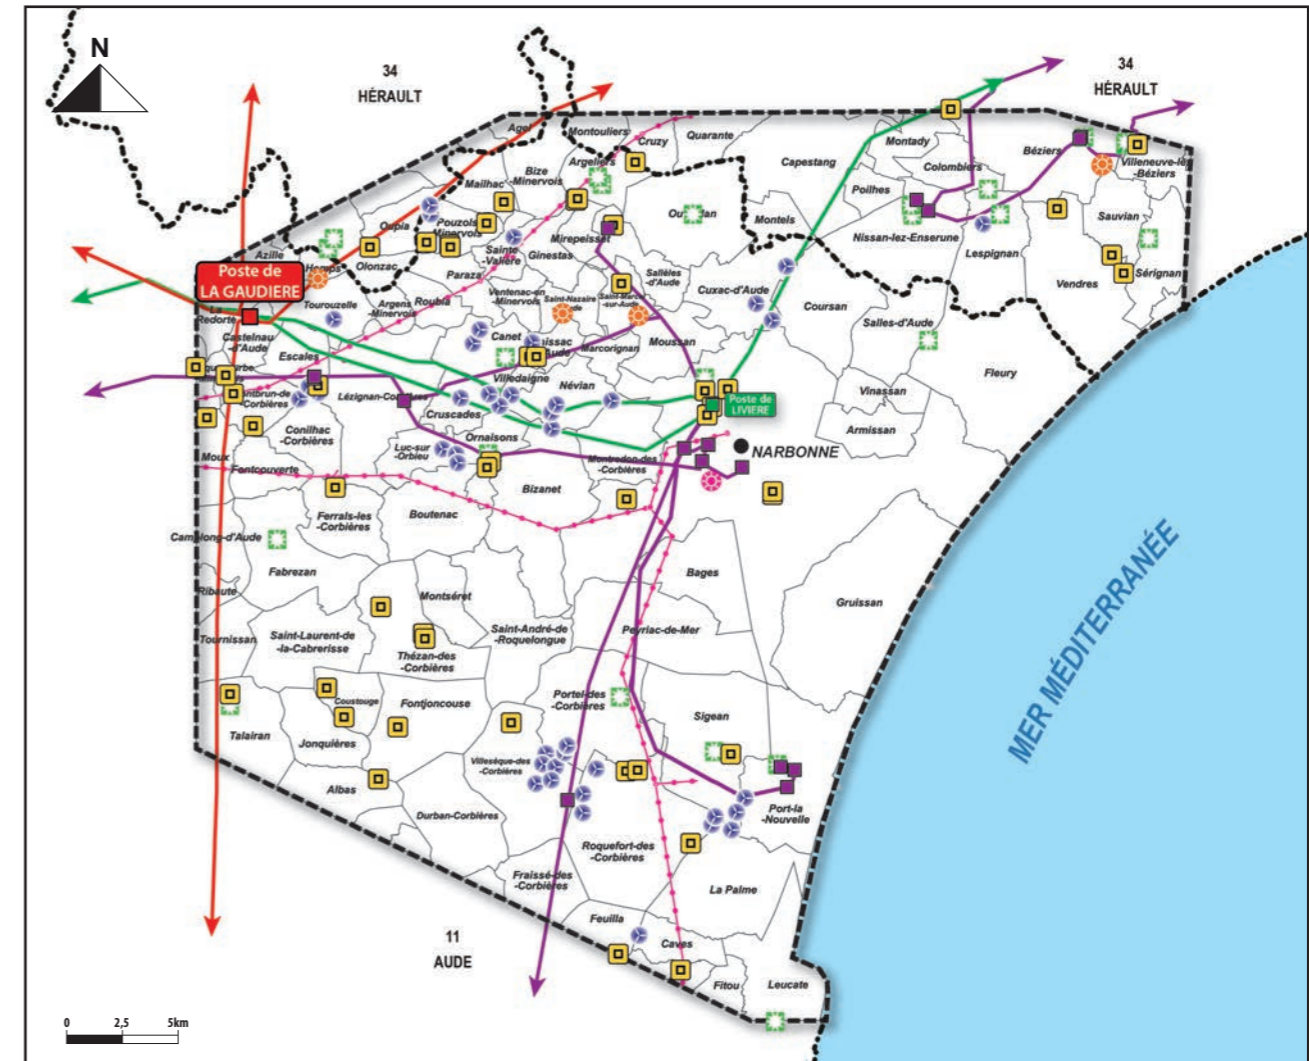 N
34
HÉRAULT
34
HÉRAULT
Agel
Montouliers
Cruzy
Quarante
Argeliers
Capestang
Montady
Colombiers
Béziers
Villeneuve-lès
-Béziers
Bize
-Minervois
Mailhac
Poilhes
Oupia
Pouzols
Minervois
Mirepeisset
Montels
Nissan-lez-Enserune
Lespignan
Sauvian
Azille
Olonzac
Sainte
-Valière
Ginestas
Sérignan
Vendres
Poste de
LA GAUDIERE
Paraza
Sallèles
-d'Aude
Cuxac-d'Aude
Coursan
Tourouzelle
Argens
-Minervois
Roubia
Ventenac-en
-Minervois
Saint-Nazaire
Saint-Marcel
-sur-Aude
Salles-d'Aude
La
Redorte
Castelnau
-d'Aude
Escales
Canet
Marcorignan
Moussan
Fleury
Villedaigne
Névian
Vinassan
Lézignan-Corbières
Cruscades
Poste de
LIVIERE
Armissan
-Corbières
Conilhac
-Corbières
Ornaisons
Luc-sur
-Orbieu
NARBONNE
Moux
Fontcouverte
Montredon-des
-Corbières
Bizanet
Ferrals-les
-Corbières
Boutenac
Camplong-d'Aude
Fabrezan
Bages
Ribaute
Montséret
Gruissan
Tournissan
Saint-Laurent-de
-la-Cabrerisse
Saint-André-de
-Roquelongue
Peyriac-de-Mer
Thézan-des
-Corbières
MER MÉDITERRANÉE
Coustouge
Fontjoncouse
Portel-des
-Corbières
Sigean
Talairan
Jonquières
Villesèque-des
-Corbières
Albas
Durban-Corbières
Port-la
-Nouvelle
Roquefort-des
-Corbières
Fraissé-des
-Corbières
La Palme
Feuilla
11
AUDE
Caves
Fitou
Leucate
0 2,5 5km